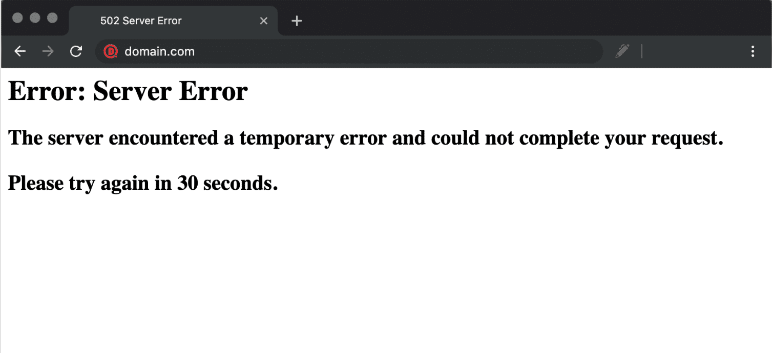 502 Server Error
domain.com
Error: Server Error
The server encountered a temporary error and could not complete your request.
Please try again in 30 seconds.